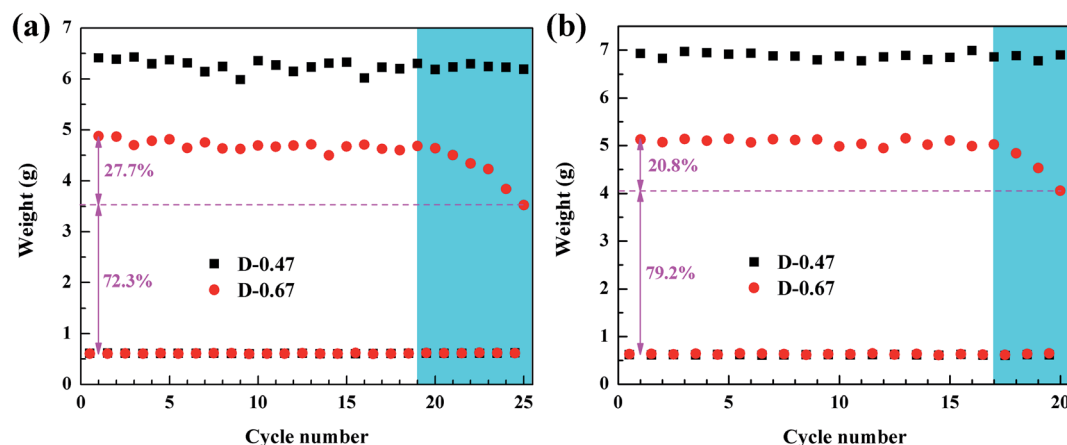 (a)
7
6
5
4
3
2
1
0
Weight (g)
27.7%
72.3%
D-0.47
D-0.67
0 5 10 15 20 25
Cycle number
(b)
7
6
5
4
3
2
1
0
Weight (g)
20.8%
79.2%
D-0.47
D-0.67
0 5 10 15 20
Cycle number